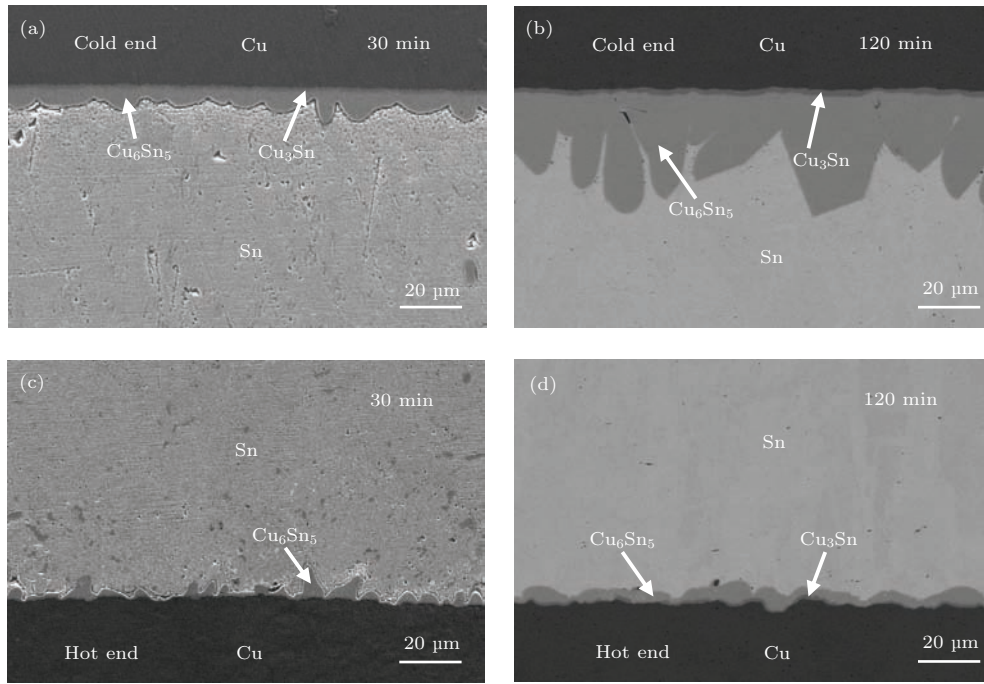 (a)
Cold end Cu 30 min
Cu₆Sn₅ Cu₃Sn
Sn
20 µm
(b)
Cold end Cu 120 min
Cu₃Sn
Cu₆Sn₅
Sn
20 µm
(c)
30 min
Sn
Cu₆Sn₅
20 µm
Hot end Cu
(d)
120 min
Sn
Cu₆Sn₅ Cu₃Sn
20 µm
Hot end Cu